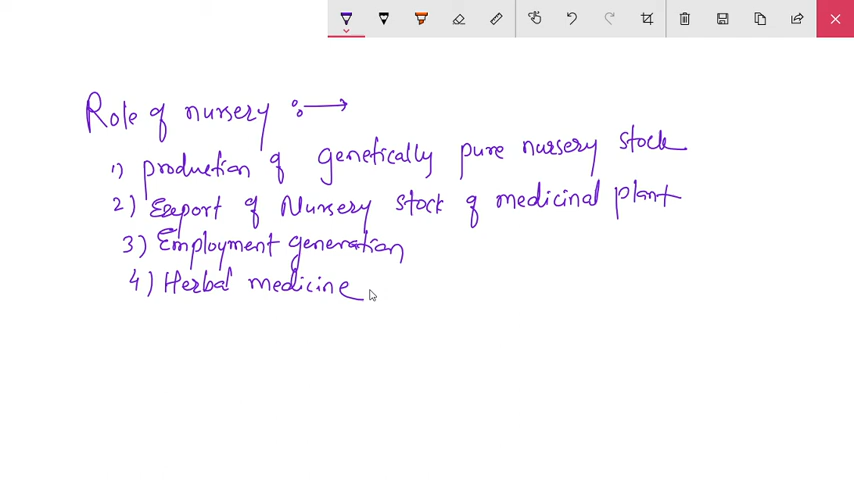 Role of nursery :→
1) production of genetically pure nursery stock
2) Export of Nursery stock of medicinal plant
3) Employment generation
4) Herbal medicine